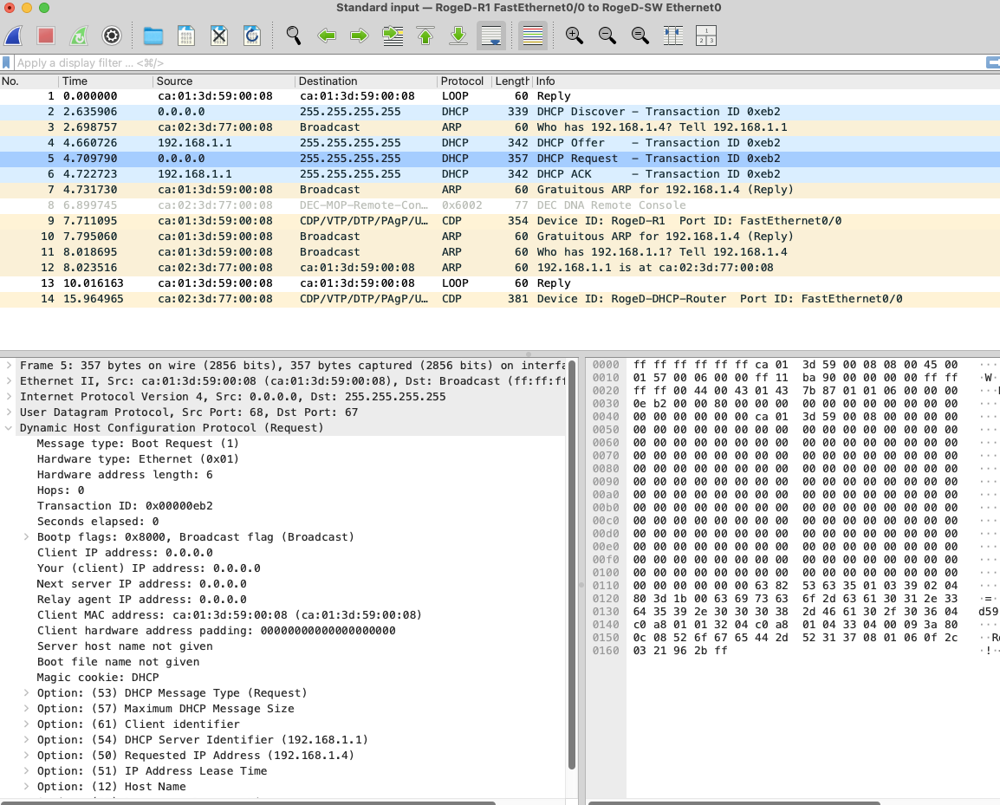 Standard input — RogeD-R1 FastEthernet0/0 to RogeD-SW Ethernet0
Apply a display filter … <⌘/>
No. Time Source Destination Protocol Length Info
1 0.000000 ca:01:3d:59:00:08 ca:01:3d:59:00:08 LOOP 60 Reply
2 2.635906 0.0.0.0 255.255.255.255 DHCP 339 DHCP Discover - Transaction ID 0xeb2
3 2.698757 ca:02:3d:77:00:08 Broadcast ARP 60 Who has 192.168.1.4? Tell 192.168.1.1
4 4.660726 192.168.1.1 255.255.255.255 DHCP 342 DHCP Offer - Transaction ID 0xeb2
5 4.709790 0.0.0.0 255.255.255.255 DHCP 357 DHCP Request - Transaction ID 0xeb2
6 4.722723 192.168.1.1 255.255.255.255 DHCP 342 DHCP ACK - Transaction ID 0xeb2
7 4.731730 ca:01:3d:59:00:08 Broadcast ARP 60 Gratuitous ARP for 192.168.1.4 (Reply)
8 6.899745 ca:02:3d:77:00:08 DEC-MOP-Remote-Con… 0x6002 77 DEC DNA Remote Console
9 7.711095 ca:01:3d:59:00:08 CDP/VTP/DTP/PAgP/U… CDP 354 Device ID: RogeD-R1 Port ID: FastEthernet0/0
10 7.795060 ca:01:3d:59:00:08 Broadcast ARP 60 Gratuitous ARP for 192.168.1.4 (Reply)
11 8.018695 ca:01:3d:59:00:08 Broadcast ARP 60 Who has 192.168.1.1? Tell 192.168.1.4
12 8.023516 ca:02:3d:77:00:08 ca:01:3d:59:00:08 ARP 60 192.168.1.1 is at ca:02:3d:77:00:08
13 10.016163 ca:01:3d:59:00:08 ca:01:3d:59:00:08 LOOP 60 Reply
14 15.964965 ca:02:3d:77:00:08 CDP/VTP/DTP/PAgP/U… CDP 381 Device ID: RogeD-DHCP-Router Port ID: FastEthernet0/0
Frame 5: 357 bytes on wire (2856 bits), 357 bytes captured (2856 bits) on interfa
Ethernet II, Src: ca:01:3d:59:00:08 (ca:01:3d:59:00:08), Dst: Broadcast (ff:ff:ff
Internet Protocol Version 4, Src: 0.0.0.0, Dst: 255.255.255.255
User Datagram Protocol, Src Port: 68, Dst Port: 67
Dynamic Host Configuration Protocol (Request)
Message type: Boot Request (1)
Hardware type: Ethernet (0x01)
Hardware address length: 6
Hops: 0
Transaction ID: 0x00000eb2
Seconds elapsed: 0
Bootp flags: 0x8000, Broadcast flag (Broadcast)
Client IP address: 0.0.0.0
Your (client) IP address: 0.0.0.0
Next server IP address: 0.0.0.0
Relay agent IP address: 0.0.0.0
Client MAC address: ca:01:3d:59:00:08 (ca:01:3d:59:00:08)
Client hardware address padding: 00000000000000000000
Server host name not given
Boot file name not given
Magic cookie: DHCP
Option: (53) DHCP Message Type (Request)
Option: (57) Maximum DHCP Message Size
Option: (61) Client identifier
Option: (54) DHCP Server Identifier (192.168.1.1)
Option: (50) Requested IP Address (192.168.1.4)
Option: (51) IP Address Lease Time
Option: (12) Host Name
0000 ff ff ff ff ff ff ca 01 3d 59 00 08 08 00 45 00 ···
0010 01 57 00 06 00 00 ff 11 ba 90 00 00 00 00 ff ff ·W·
0020 ff ff 00 44 00 43 01 43 7b 87 01 01 06 00 00 00
0030 0e b2 00 00 80 00 00 00 00 00 00 00 00 00 00 00 ···
0040 00 00 00 00 00 00 ca 01 3d 59 00 08 00 00 00 00 ···
0050 00 00 00 00 00 00 00 00 00 00 00 00 00 00 00 00 ···
0060 00 00 00 00 00 00 00 00 00 00 00 00 00 00 00 00 ···
0070 00 00 00 00 00 00 00 00 00 00 00 00 00 00 00 00 ···
0080 00 00 00 00 00 00 00 00 00 00 00 00 00 00 00 00 ···
0090 00 00 00 00 00 00 00 00 00 00 00 00 00 00 00 00 ···
00a0 00 00 00 00 00 00 00 00 00 00 00 00 00 00 00 00 ···
00b0 00 00 00 00 00 00 00 00 00 00 00 00 00 00 00 00 ···
00c0 00 00 00 00 00 00 00 00 00 00 00 00 00 00 00 00 ···
00d0 00 00 00 00 00 00 00 00 00 00 00 00 00 00 00 00 ···
00e0 00 00 00 00 00 00 00 00 00 00 00 00 00 00 00 00 ···
00f0 00 00 00 00 00 00 00 00 00 00 00 00 00 00 00 00 ···
0100 00 00 00 00 00 00 00 00 00 00 00 00 00 00 00 00 ···
0110 00 00 00 00 00 00 63 82 53 63 35 01 03 39 02 04 ···
0120 80 3d 1b 00 63 69 73 63 6f 2d 63 61 30 31 2e 33 ·=·
0130 64 35 39 2e 30 30 30 38 2d 46 61 30 2f 30 36 04 d59
0140 c0 a8 01 01 32 04 c0 a8 01 04 33 04 00 09 3a 80 ···
0150 0c 08 52 6f 67 65 44 2d 52 31 37 08 01 06 0f 2c ··R
0160 03 21 96 2b ff ·!·